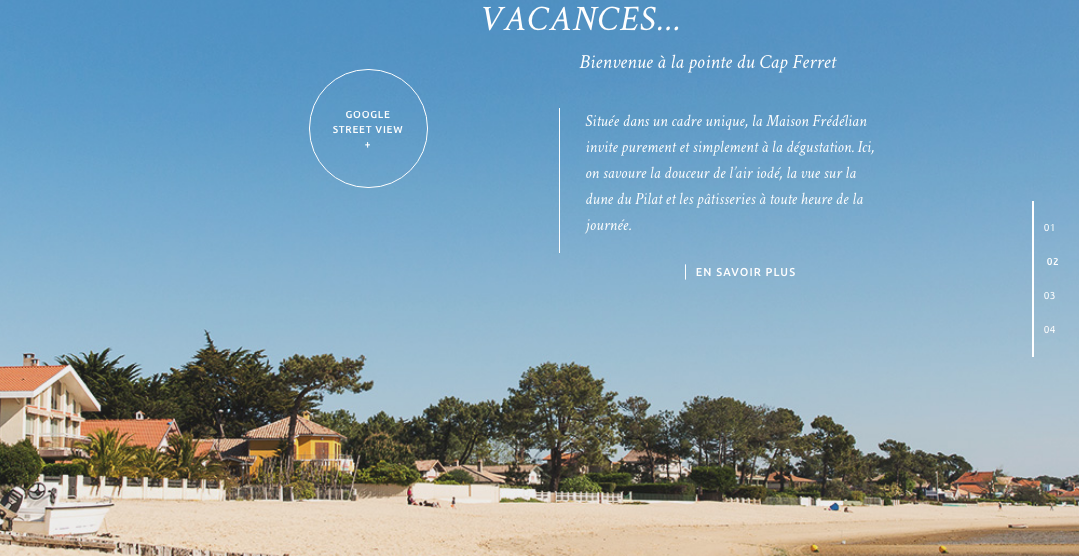 VACANCES...
Bienvenue à la pointe du Cap Ferret
GOOGLE
STREET VIEW
+
Située dans un cadre unique, la Maison Frédélian
invite purement et simplement à la dégustation. Ici,
on savoure la douceur de l'air iodé, la vue sur la
dune du Pilat et les pâtisseries à toute heure de la
journée.
EN SAVOIR PLUS
01
02
03
04